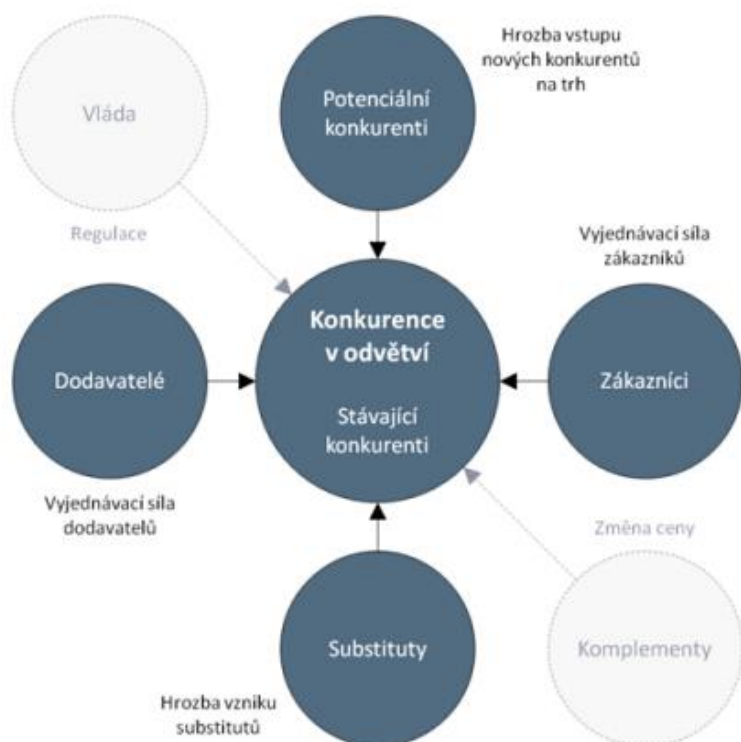 Hrozba vstupu
nových konkurentů
na trh
Potenciální
konkurenti
Vláda
Regulace
Vyjednávací síla
zákazníků
Konkurence
v odvětví
Stávající
konkurenti
Dodavatelé
Zákazníci
Vyjednávací síla
dodavatelů
Změna ceny
Substituty
Komplementy
Hrozba vzniku
substitutů